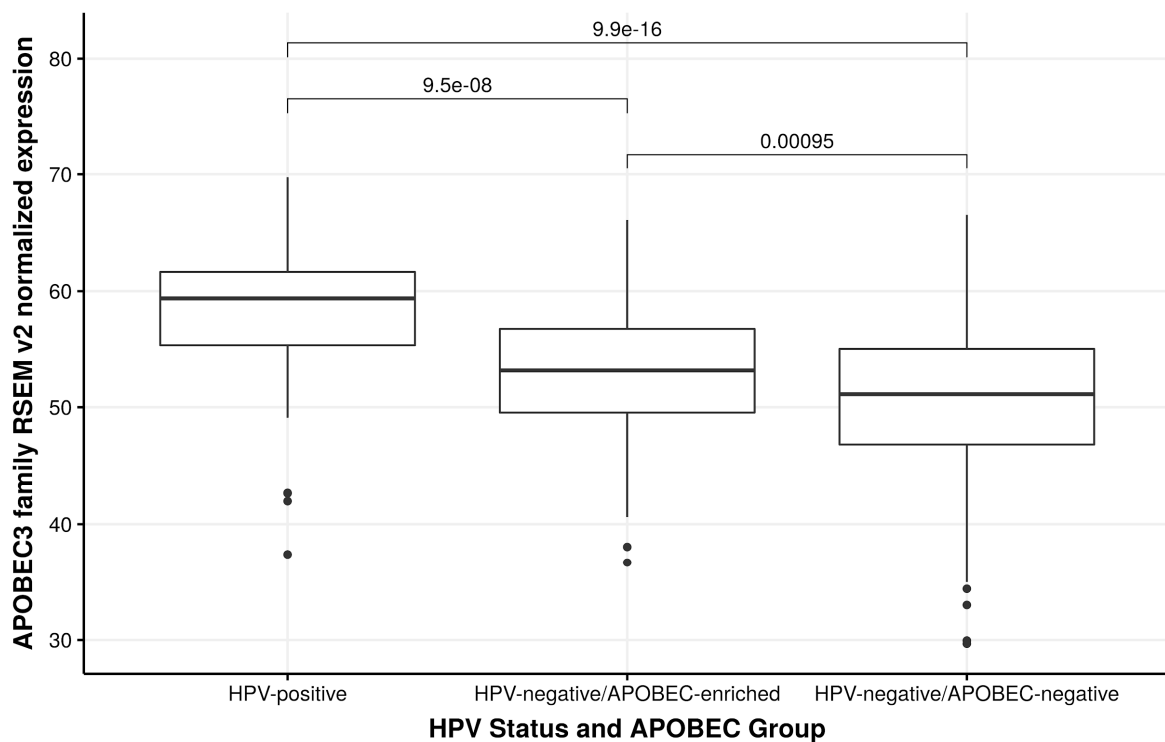 9.9e-16
80
9.5e-08
0.00095
70
60
50
40
30
APOBEC3 family RSEM v2 normalized expression
HPV-positive
HPV-negative/APOBEC-enriched
HPV-negative/APOBEC-negative
HPV Status and APOBEC Group